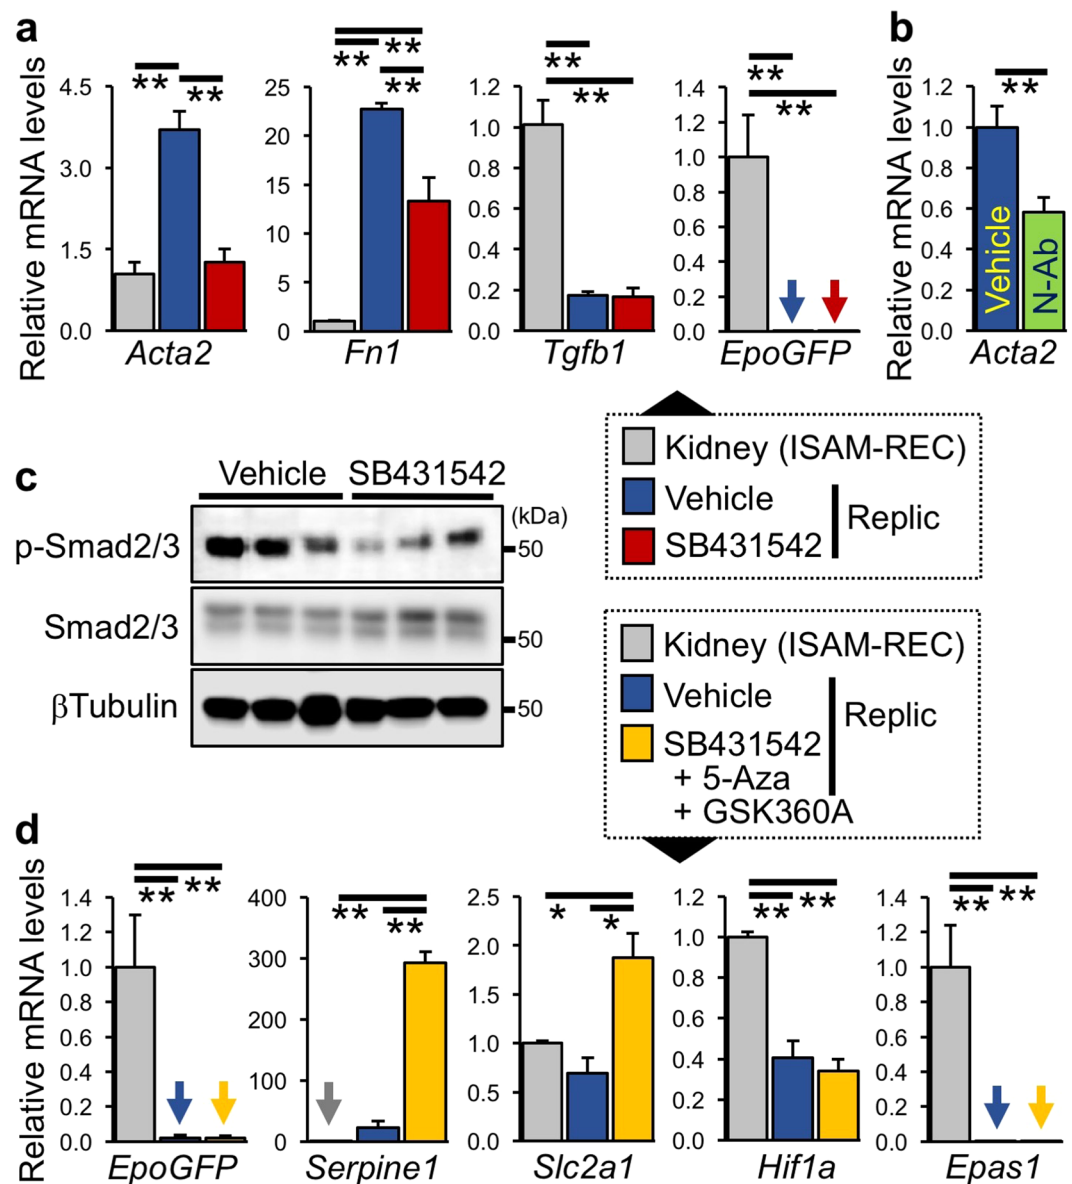 a
Relative mRNA levels
** **
4.5
3.0
1.5
0.0
Acta2
** ** **
25
20
15
10
5
0
Fn1
**
**
1.2
1.0
0.8
0.6
0.4
0.2
0.0
Tgfb1
**
**
1.4
1.2
1.0
0.8
0.6
0.4
0.2
0.0
EpoGFP
b
Relative mRNA levels
**
1.2
1.0
0.8
0.6
0.4
0.2
0.0
Vehicle
N-Ab
Acta2
Kidney (ISAM-REC)
Vehicle
SB431542
Replic
c
Vehicle SB431542
(kDa)
p-Smad2/3
50
Smad2/3
50
βTubulin
50
Kidney (ISAM-REC)
Vehicle
SB431542
+ 5-Aza
+ GSK360A
Replic
d
Relative mRNA levels
** **
1.4
1.2
1.0
0.8
0.6
0.4
0.2
0.0
EpoGFP
** **
400
300
200
100
0
Serpine1
* *
2.5
2.0
1.5
1.0
0.5
0.0
Slc2a1
** **
1.2
1.0
0.8
0.6
0.4
0.2
0.0
Hif1a
** **
1.4
1.2
1.0
0.8
0.6
0.4
0.2
0.0
Epas1